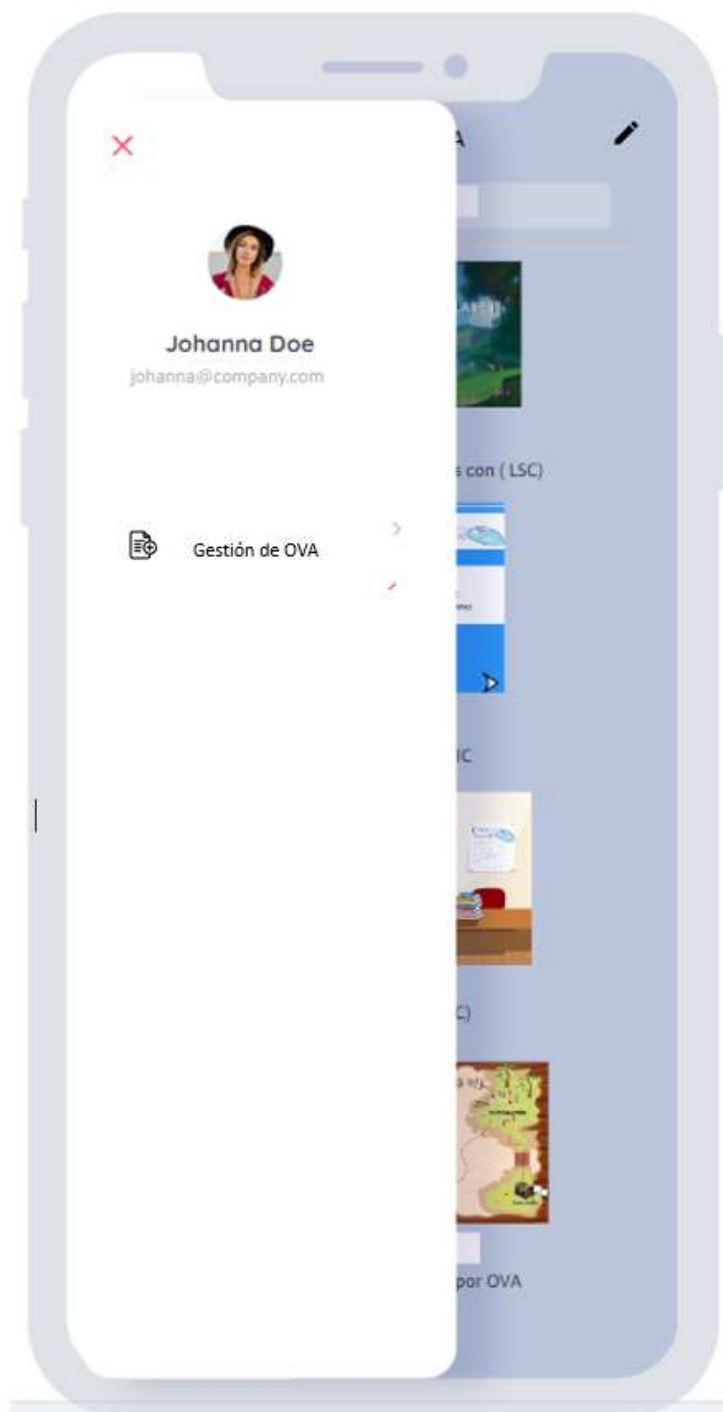 A
Johanna Doe
johanna@company.com
s con ( LSC)
Gestión de OVA
IC
C)
por OVA